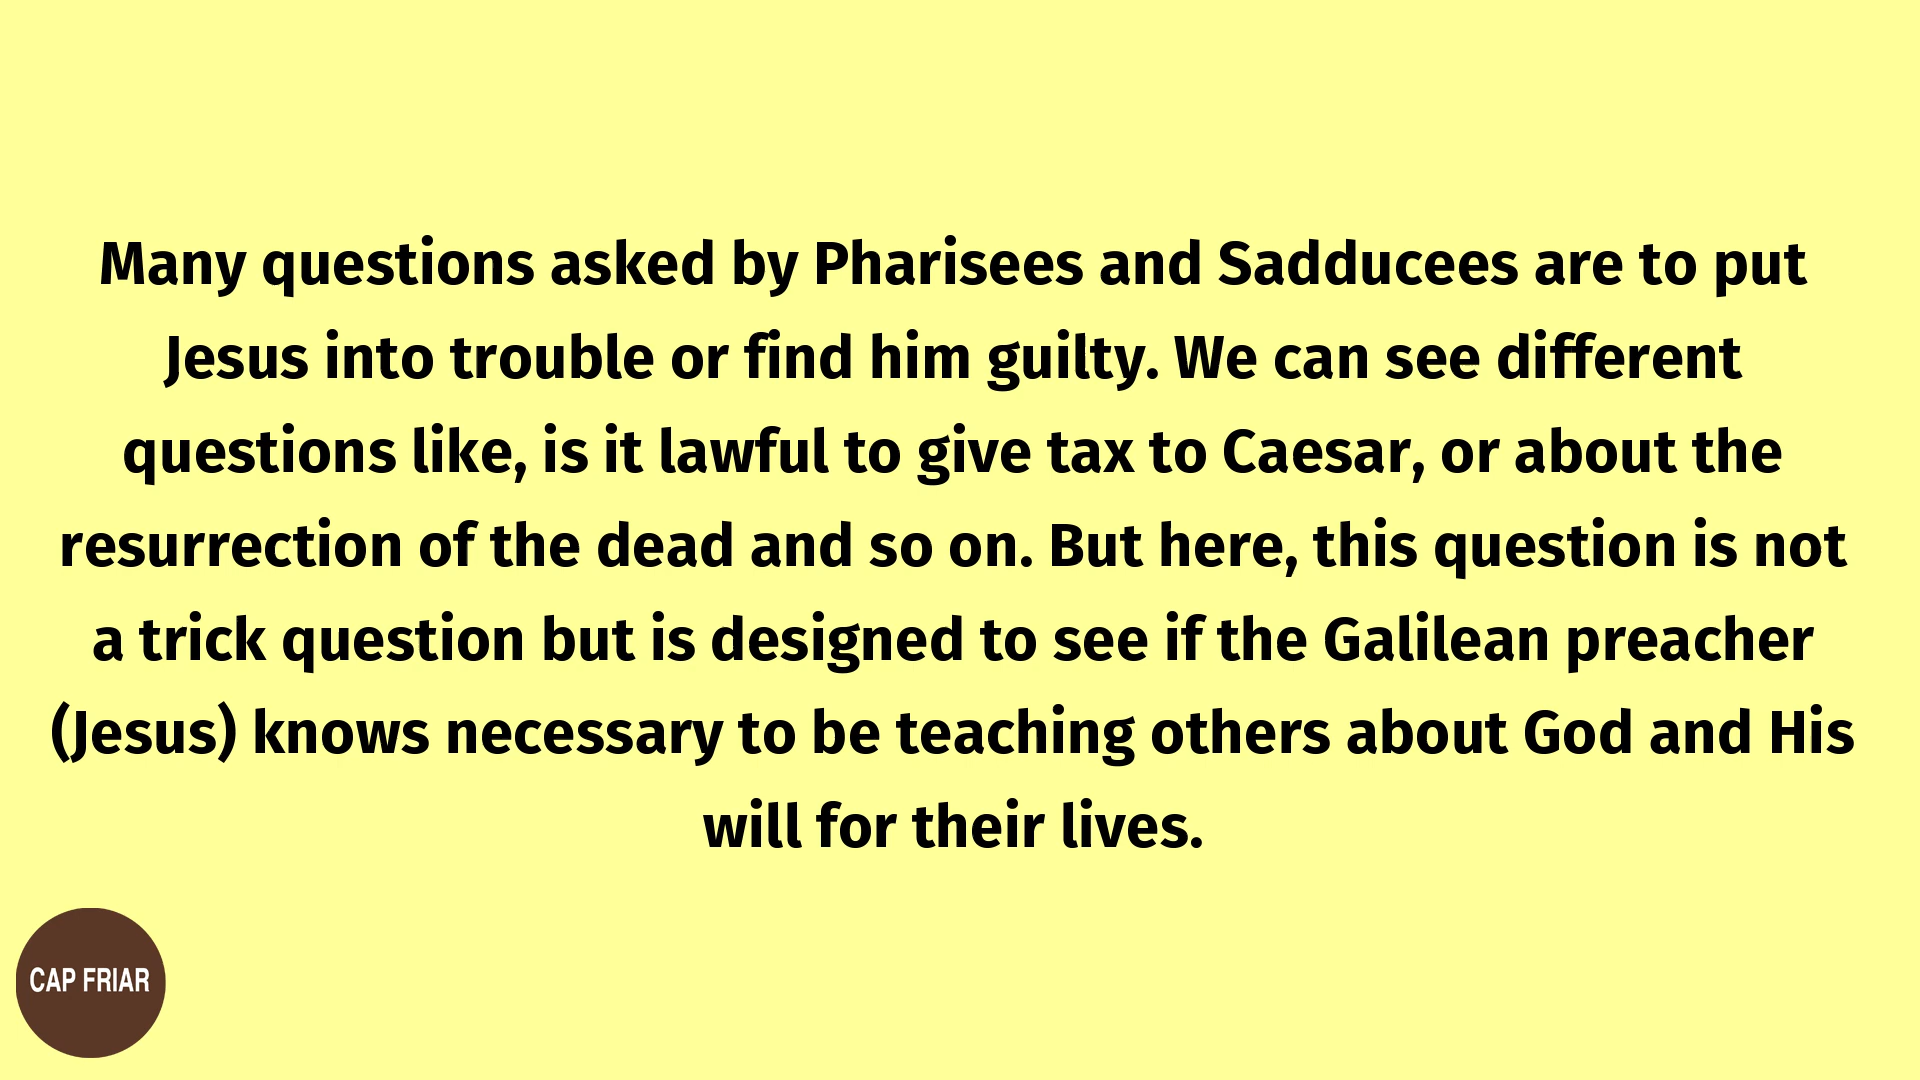 Many questions asked by Pharisees and Sadducees are to put
Jesus into trouble or find him guilty. We can see different
questions like, is it lawful to give tax to Caesar, or about the
resurrection of the dead and so on. But here, this question is not
a trick question but is designed to see if the Galilean preacher
(Jesus) knows necessary to be teaching others about God and His
will for their lives.
CAP FRIAR